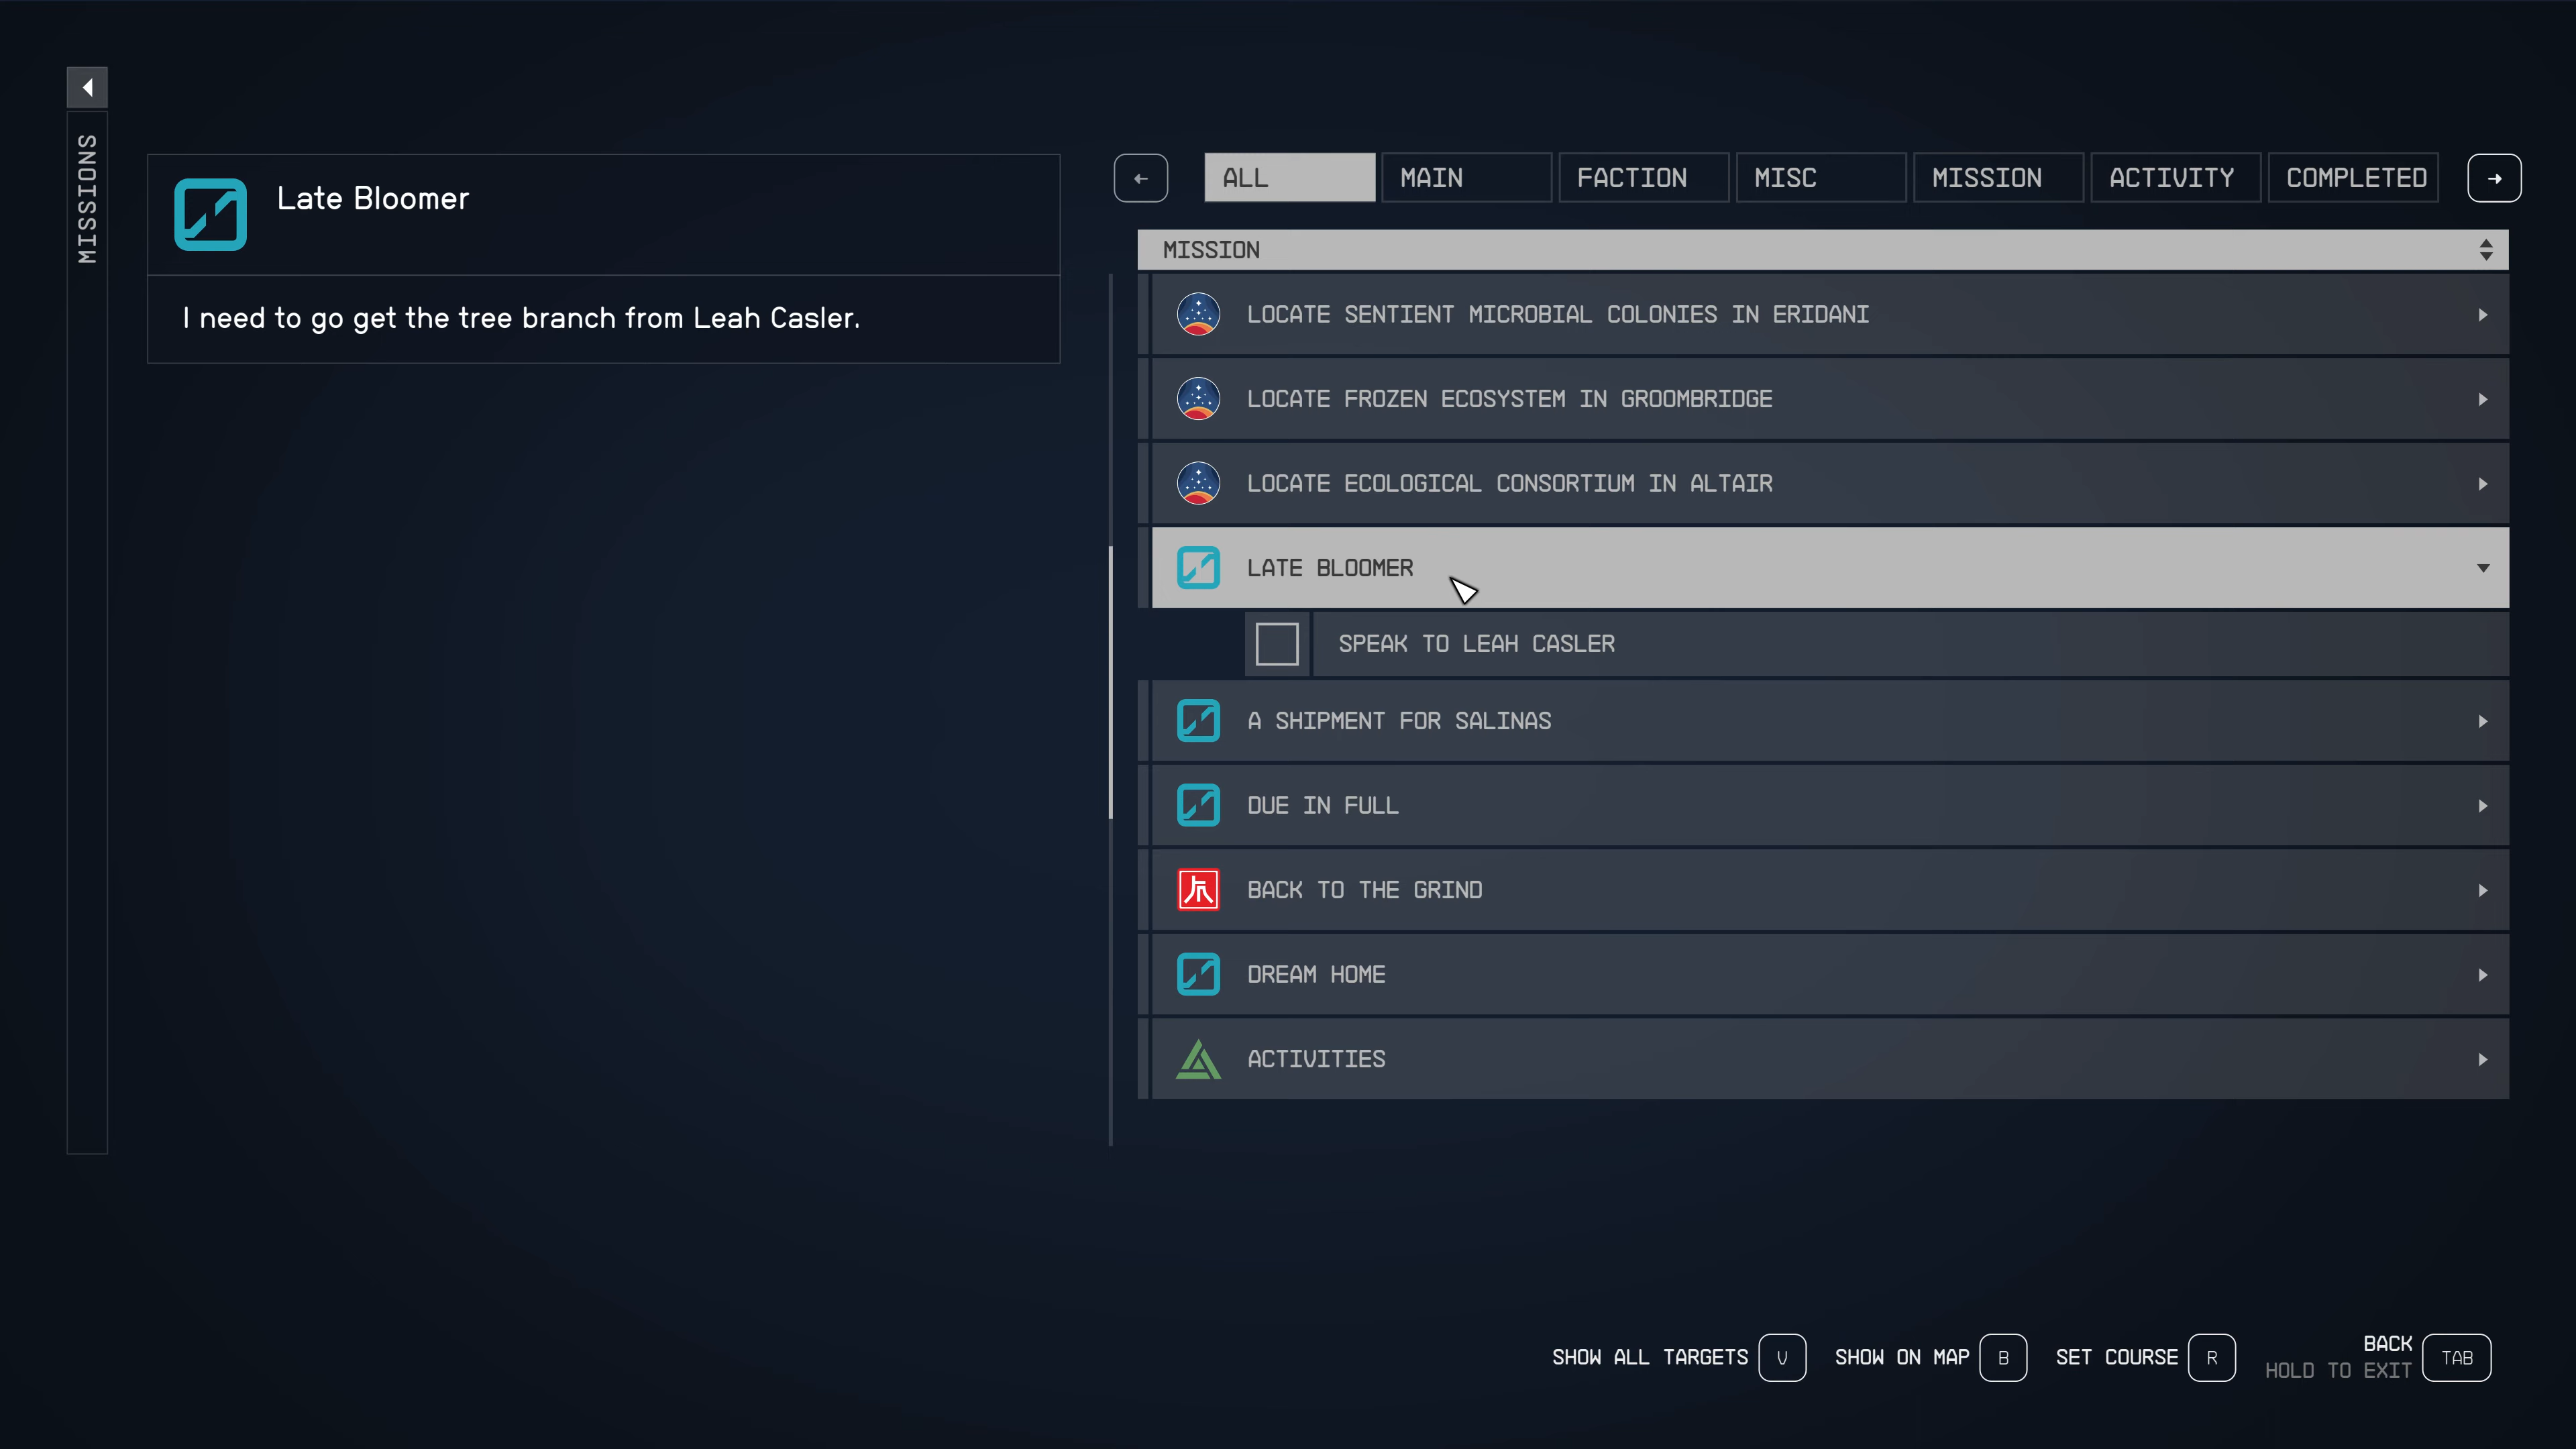 MISSIONS
Late Bloomer
I need to go get the tree branch from Leah Casler.
ALL
MAIN
FACTION
MISC
MISSION
ACTIVITY
COMPLETED
MISSION
LOCATE SENTIENT MICROBIAL COLONIES IN ERIDANI
LOCATE FROZEN ECOSYSTEM IN GROOMBRIDGE
LOCATE ECOLOGICAL CONSORTIUM IN ALTAIR
LATE BLOOMER
SPEAK TO LEAH CASLER
A SHIPMENT FOR SALINAS
DUE IN FULL
BACK TO THE GRIND
DREAM HOME
ACTIVITIES
SHOW ALL TARGETS V
SHOW ON MAP B
SET COURSE R
BACK
HOLD TO EXIT
TAB